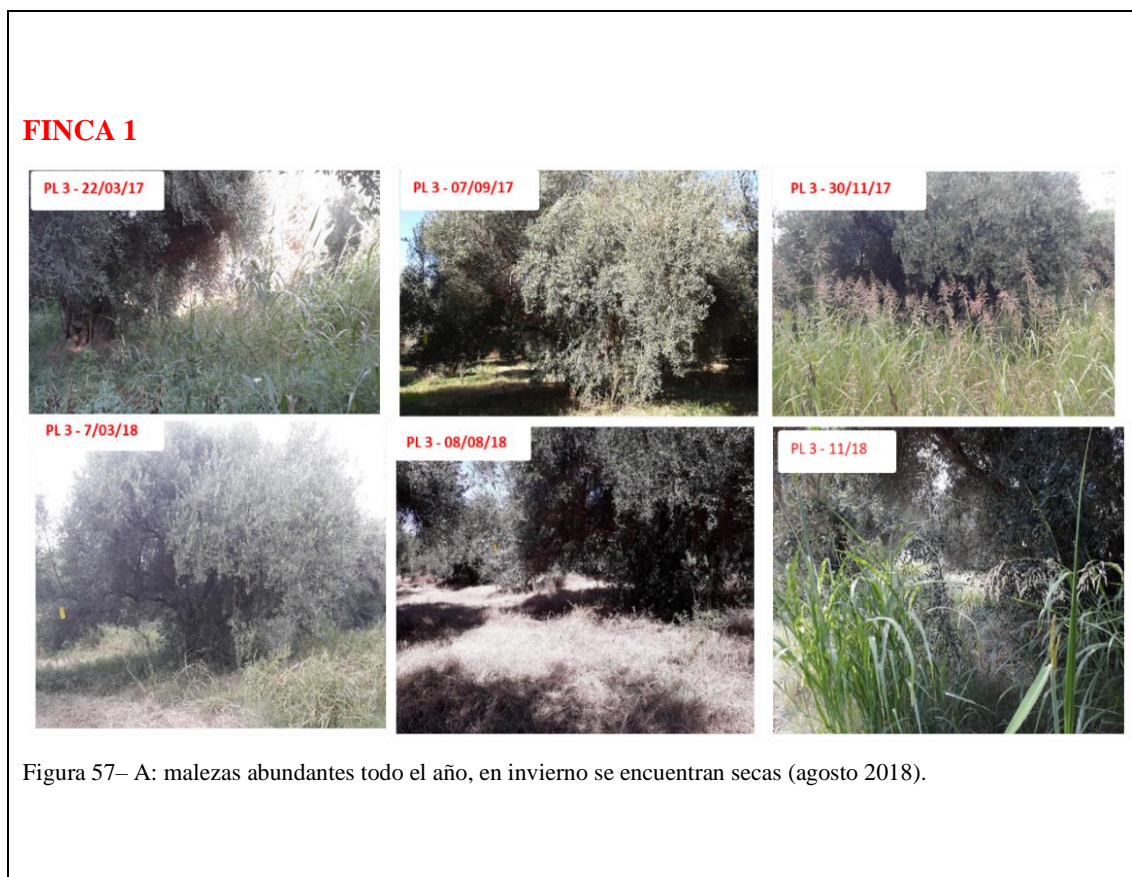 FINCA 1
PL 3 - 22/03/17
PL 3 - 07/09/17
PL 3 - 30/11/17
PL 3 - 7/03/18
PL 3 - 08/08/18
PL 3 - 11/18
Figura 57– A: malezas abundantes todo el año, en invierno se encuentran secas (agosto 2018).